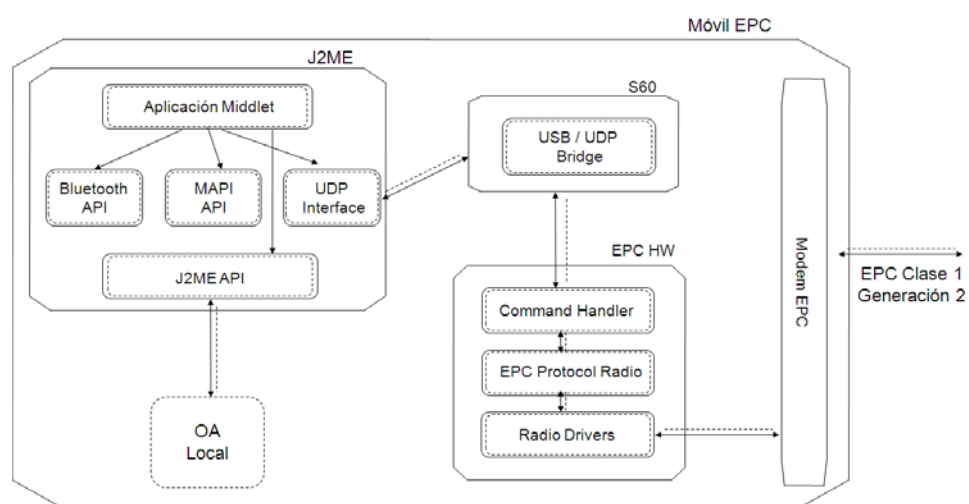 Móvil EPC
J2ME
S60
Aplicación Middlet
USB / UDP
Bridge
Bluetooth
API
MAPI
API
UDP
Interface
J2ME API
EPC HW
Command Handler
EPC Protocol Radio
Radio Drivers
OA
Local
Modem EPC
EPC Clase 1
Generación 2